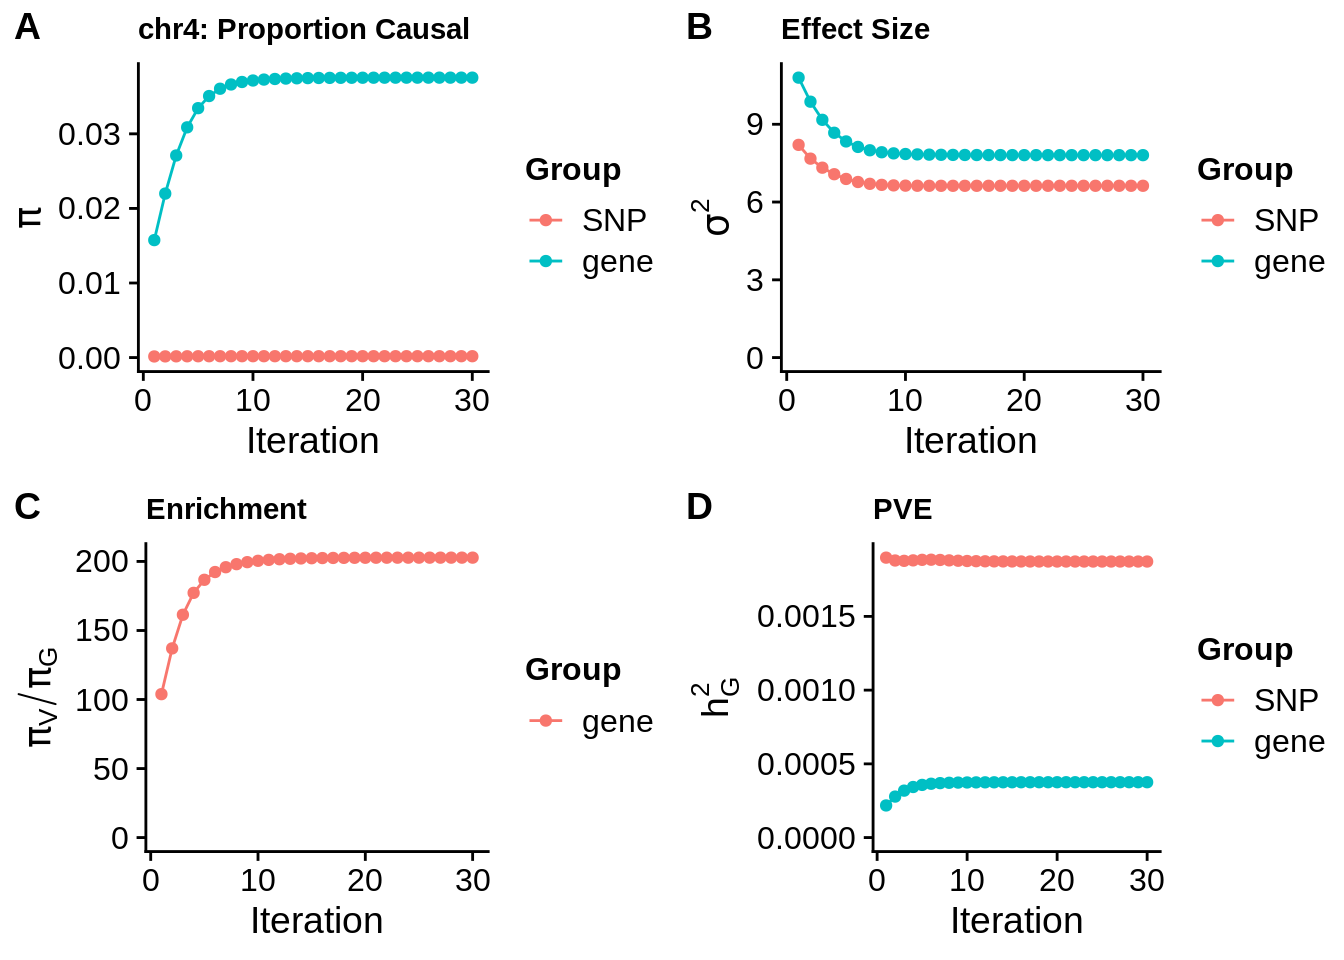 A
chr4: Proportion Causal
π
0.03
0.02
0.01
0.00
0
10
20
30
Iteration
Group
SNP
gene
B
Effect Size
σ²
9
6
3
0
0
10
20
30
Iteration
Group
SNP
gene
C
Enrichment
π_V/π_G
200
150
100
50
0
0
10
20
30
Iteration
Group
gene
D
PVE
h²_G
0.0015
0.0010
0.0005
0.0000
0
10
20
30
Iteration
Group
SNP
gene